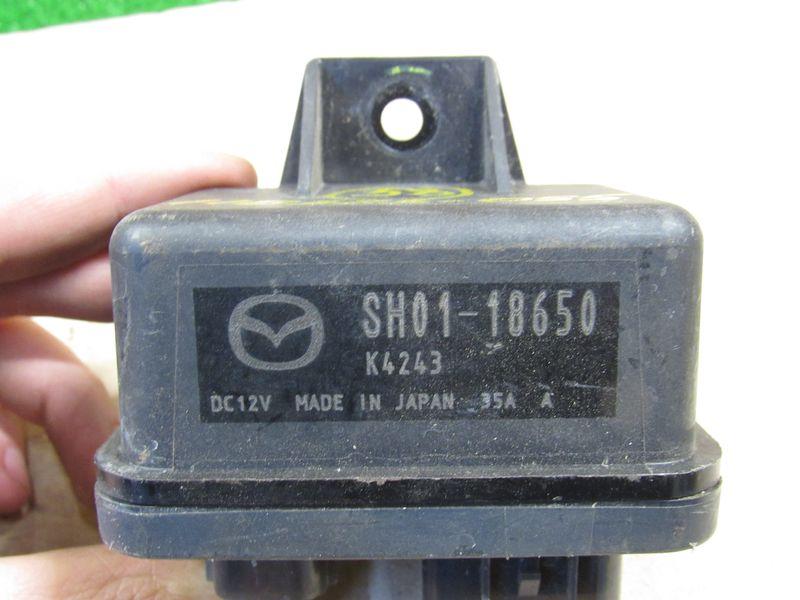 SH01-18650
K4243
DC12V MADE IN JAPAN 35A A